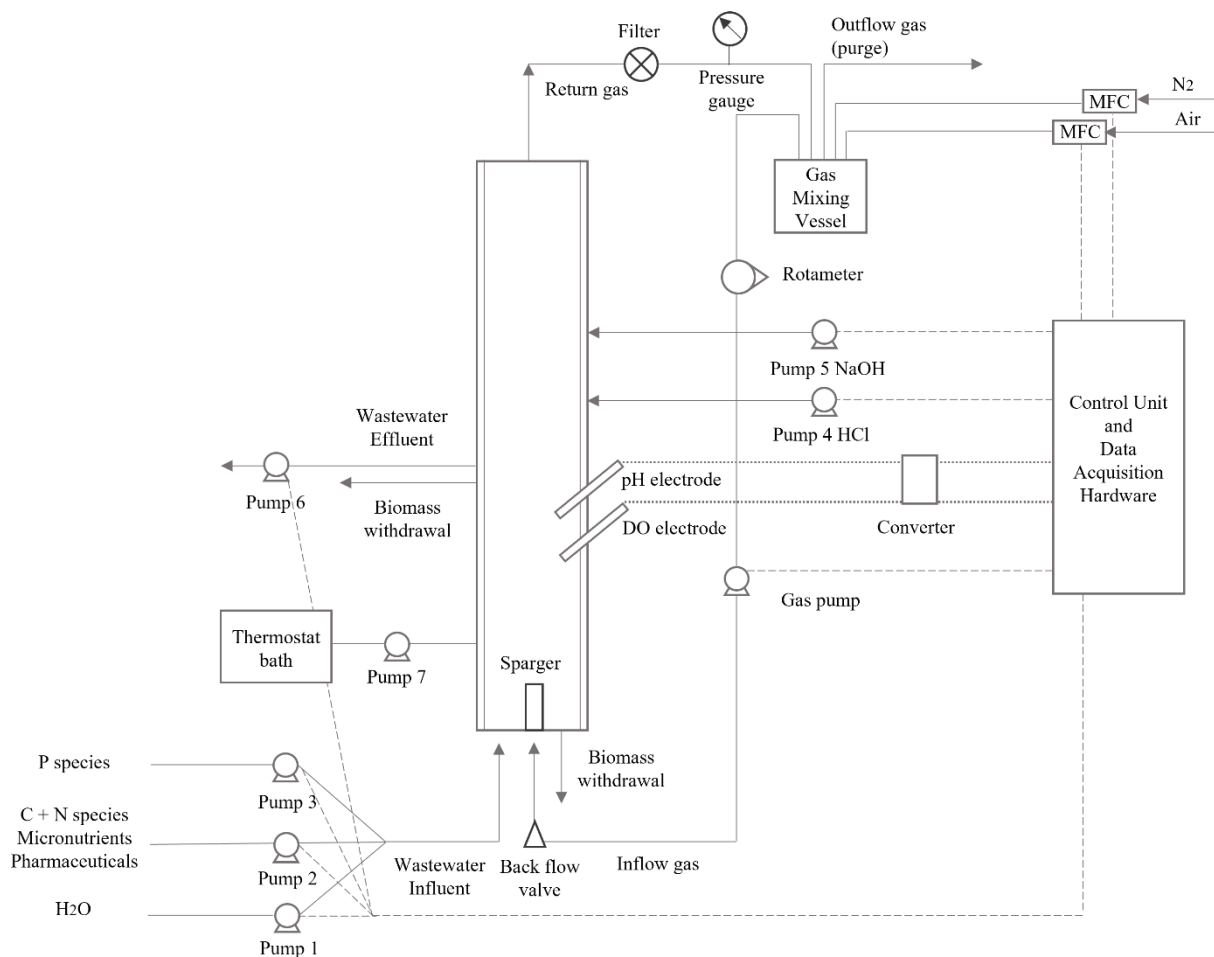 Filter
Outflow gas
(purge)
Return gas
Pressure
gauge
N2
MFC
Air
MFC
Gas
Mixing
Vessel
Rotameter
Pump 5 NaOH
Pump 4 HCl
Control Unit
and
Data
Acquisition
Hardware
Wastewater
Effluent
pH electrode
Pump 6
Biomass
withdrawal
DO electrode
Converter
Gas pump
Thermostat
bath
Pump 7
Sparger
P species
Pump 3
Biomass
withdrawal
C + N species
Micronutrients
Pharmaceuticals
Pump 2
Wastewater
Influent
Back flow
valve
Inflow gas
H2O
Pump 1